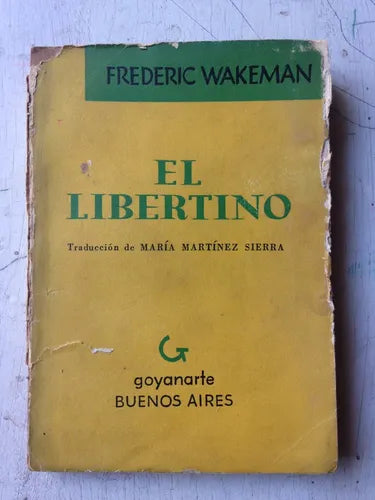 FREDERIC WAKEMAN
EL
LIBERTINO
Traducción de MARÍA MARTÍNEZ SIERRA
G
goyanarte
BUENOS AIRES